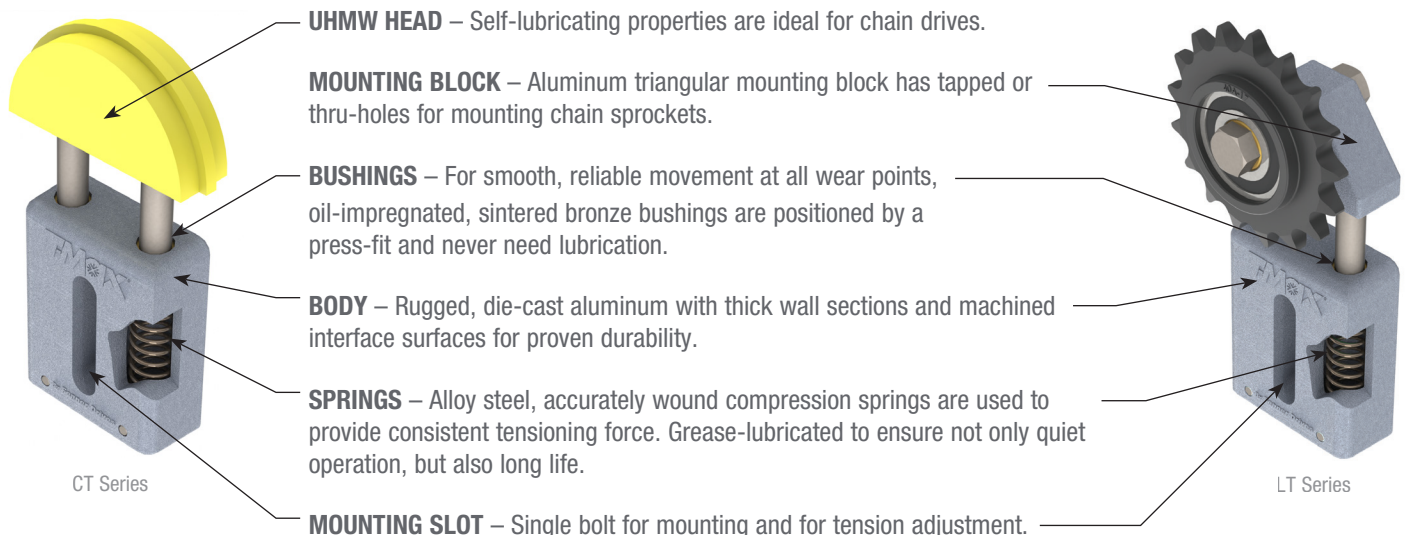 UHMW HEAD – Self-lubricating properties are ideal for chain drives.
MOUNTING BLOCK – Aluminum triangular mounting block has tapped or
thru-holes for mounting chain sprockets.
BUSHINGS – For smooth, reliable movement at all wear points,
oil-impregnated, sintered bronze bushings are positioned by a
press-fit and never need lubrication.
BODY – Rugged, die-cast aluminum with thick wall sections and machined
interface surfaces for proven durability.
SPRINGS – Alloy steel, accurately wound compression springs are used to
provide consistent tensioning force. Grease-lubricated to ensure not only quiet
operation, but also long life.
MOUNTING SLOT – Single bolt for mounting and for tension adjustment.
CT Series
LT Series